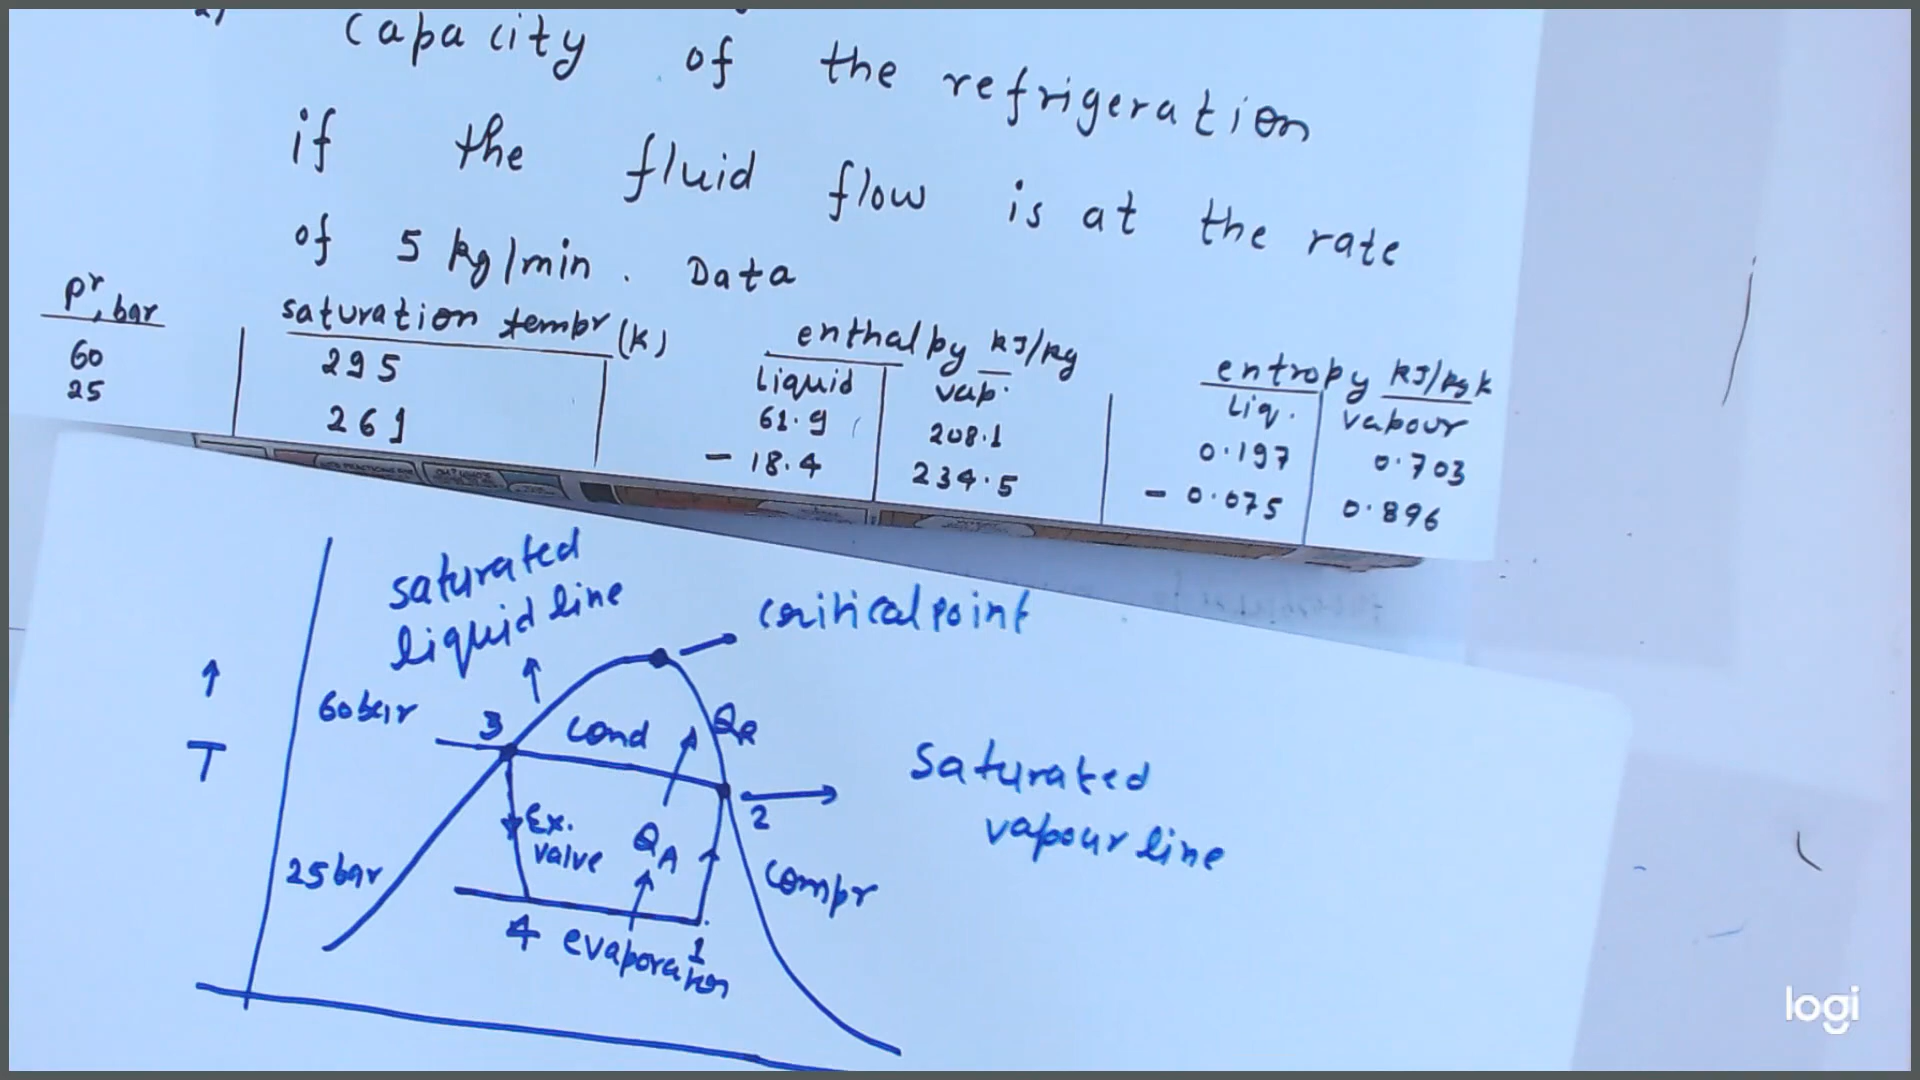 capacity of the refrigeration
if the fluid flow is at the rate
of 5 kg/min. Data
pr, bar saturation tempr (K) enthalpy kJ/kg entropy kJ/kg k
liquid vap. Liq. vapour
60 295 61.9 208.1 0.197 0.703
25 261 - 18.4 234.5 - 0.075 0.896
saturated
liquid line
critical point
60 bar 3 cond QR
T
2
saturated
vapour line
Ex.
valve
QA
25 bar
compr
4 evaporator 1
logi